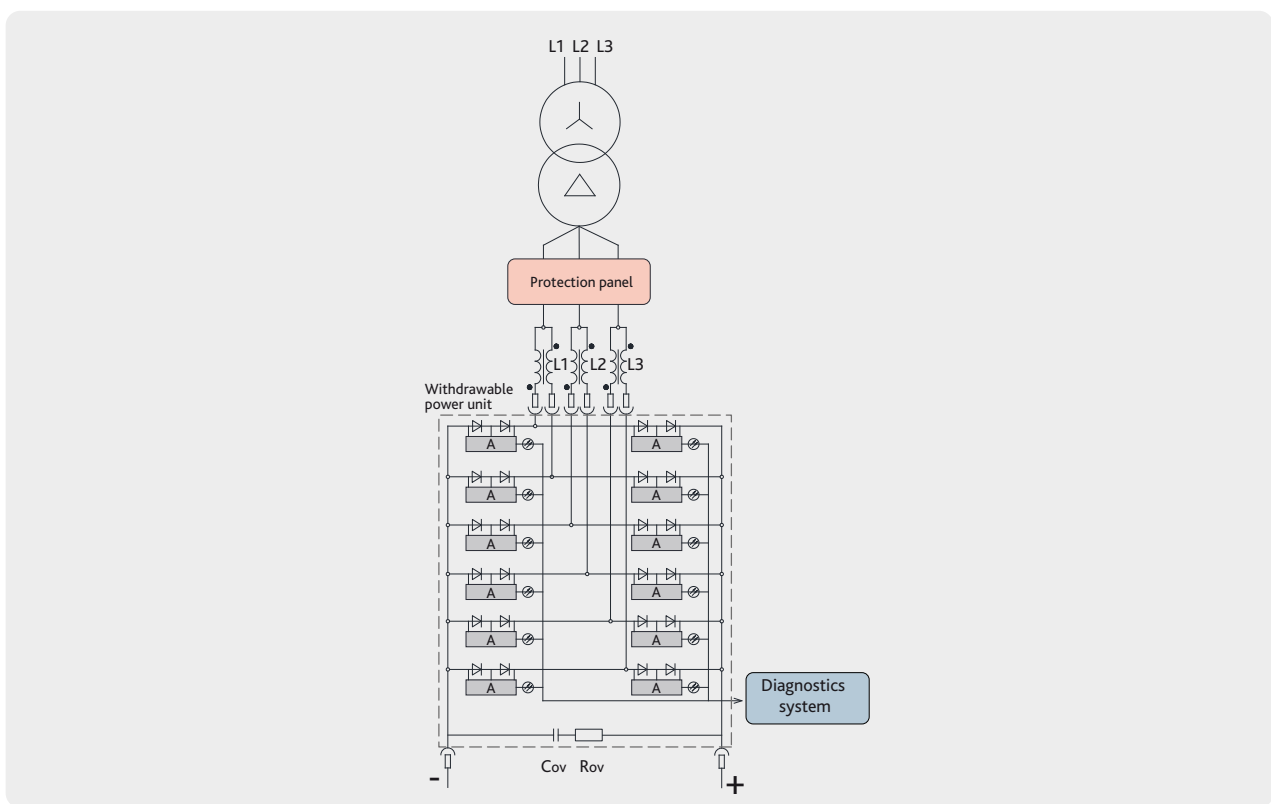 L1 L2 L3
Protection panel
L1 L2 L3
Withdrawable
power unit
A A
A A
A A
A A
A A
A A
Diagnostics
system
Cov Rov
- +